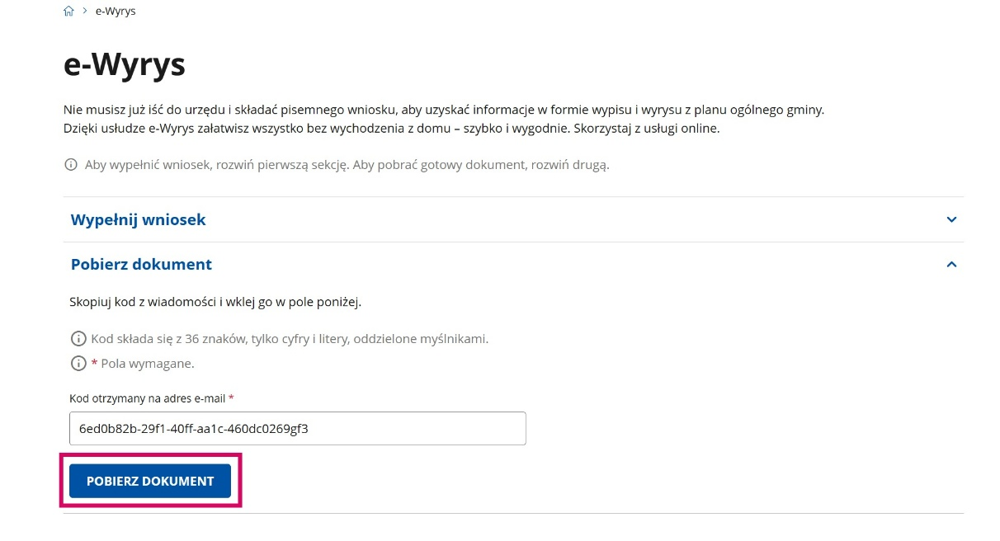 e-Wyrys
e-Wyrys
Nie musisz już iść do urzędu i składać pisemnego wniosku, aby uzyskać informacje w formie wypisu i wyrysu z planu ogólnego gminy.
Dzięki usłudze e-Wyrys załatwisz wszystko bez wychodzenia z domu – szybko i wygodnie. Skorzystaj z usługi online.
Aby wypełnić wniosek, rozwiń pierwszą sekcję. Aby pobrać gotowy dokument, rozwiń drugą.
Wypełnij wniosek
Pobierz dokument
Skopiuj kod z wiadomości i wklej go w pole poniżej.
Kod składa się z 36 znaków, tylko cyfry i litery, oddzielone myślnikami.
* Pola wymagane.
Kod otrzymany na adres e-mail *
6ed0b82b-29f1-40ff-aa1c-460dc0269gf3
POBIERZ DOKUMENT